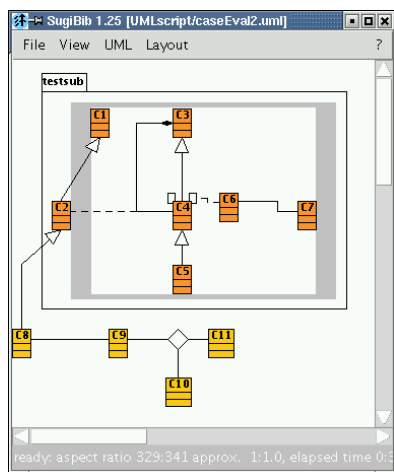 SugiBib 1.25 [UMLscript/caseEval2.uml]
File View UML Layout ?
testsub
C1 C3
C2 C4 C6 C7
C5
C8 C9 C11
C10
ready: aspect ratio 329:341 approx. 1:1.0, elapsed time 0: